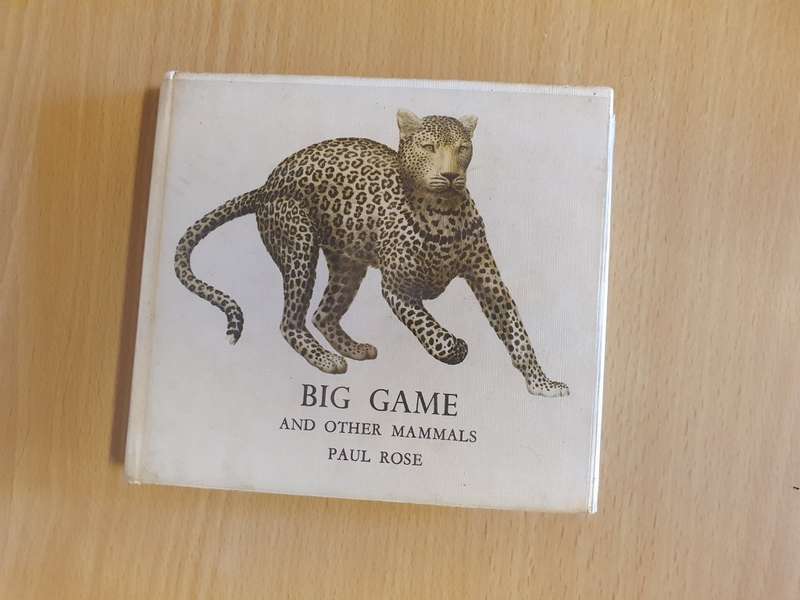 BIG GAME
AND OTHER MAMMALS
PAUL ROSE